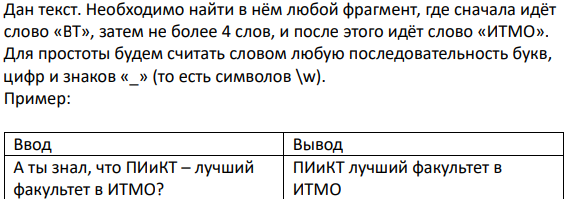 Дан текст. Необходимо найти в нём любой фрагмент, где сначала идёт
слово «ВТ», затем не более 4 слов, и после этого идёт слово «ИТМО».
Для простоты будем считать словом любую последовательность букв,
цифр и знаков «_» (то есть символов \w).
Пример:
Ввод Вывод
А ты знал, что ПИиКТ – лучший ПИиКТ лучший факультет в
факультет в ИТМО? ИТМО